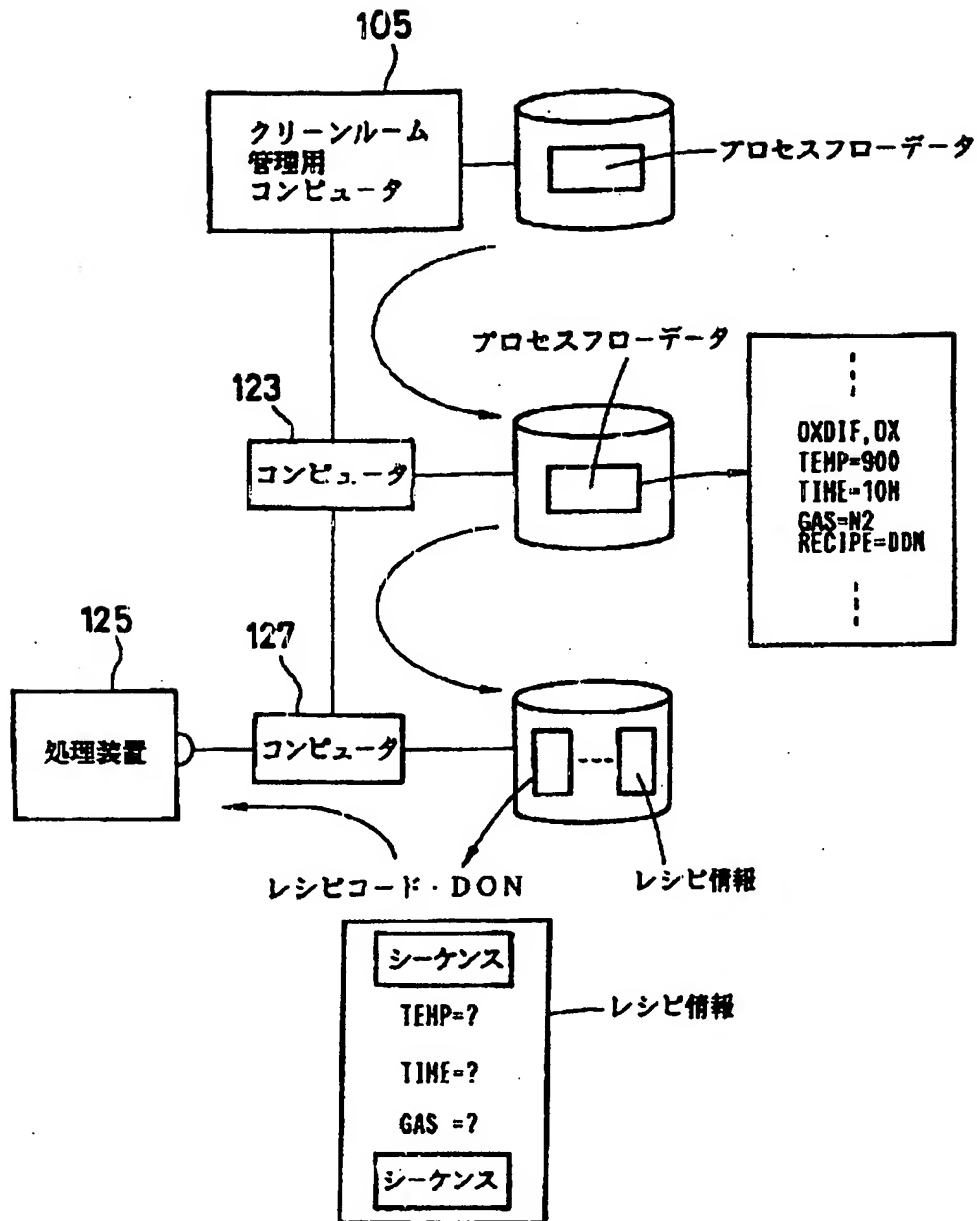 105
クリーンルーム
管理用
コンピュータ
プロセスフローデータ
プロセスフローデータ
123
コンピュータ
OXDIF,OX
TEMP=900
TIME=10M
GAS=N2
RECIPE=DON
125
127
処理装置
コンピュータ
レシピコード・DON
レシピ情報
シーケンス
TEMP=?
レシピ情報
TIME=?
GAS =?
シーケンス